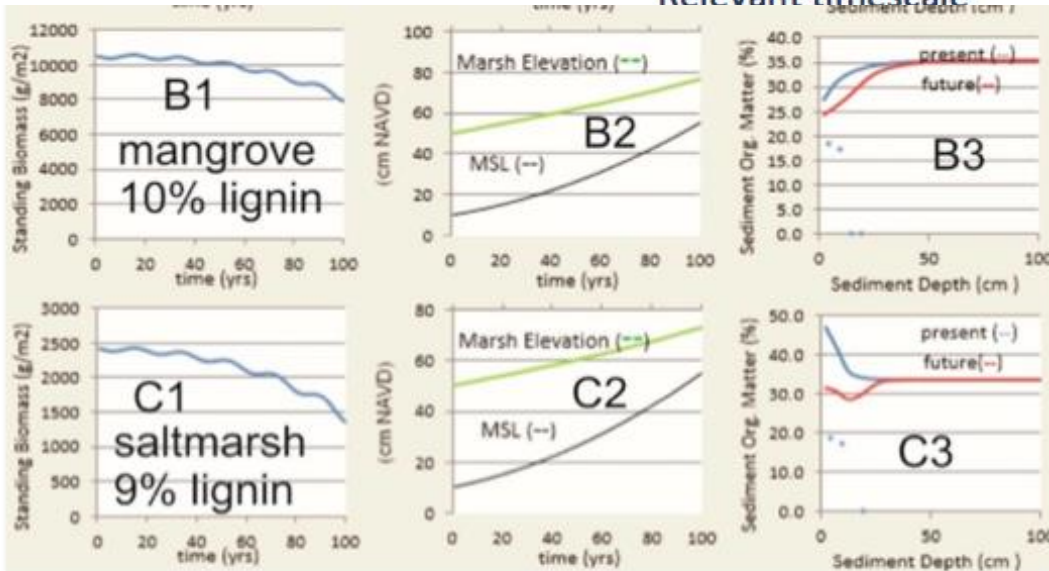 time (yrs)
Relevant timescale
Sediment Depth (cm )
Standing Biomass (g/m2)
12000
10000
8000
6000
4000
2000
0
B1
mangrove
10% lignin
0 20 40 60 80 100
time (yrs)
(cm NAVD)
100
80
60
40
20
0
Marsh Elevation (--)
B2
MSL (--)
0 20 40 60 80 100
time (yrs)
Sediment Org. Matter (%)
40.0
35.0
30.0
25.0
20.0
15.0
10.0
5.0
0.0
present (--)
future(--)
B3
0 50 100
Sediment Depth (cm )
Standing Biomass (g/m2)
3000
2500
2000
1500
1000
500
0
C1
saltmarsh
9% lignin
0 20 40 60 80 100
time (yrs)
(cm NAVD)
80
60
40
20
0
Marsh Elevation (--)
C2
MSL (--)
0 20 40 60 80 100
time (yrs)
Sediment Org. Matter (%)
50.0
40.0
30.0
20.0
10.0
0.0
present (--)
future(--)
C3
0 50 100
Sediment Depth (cm )